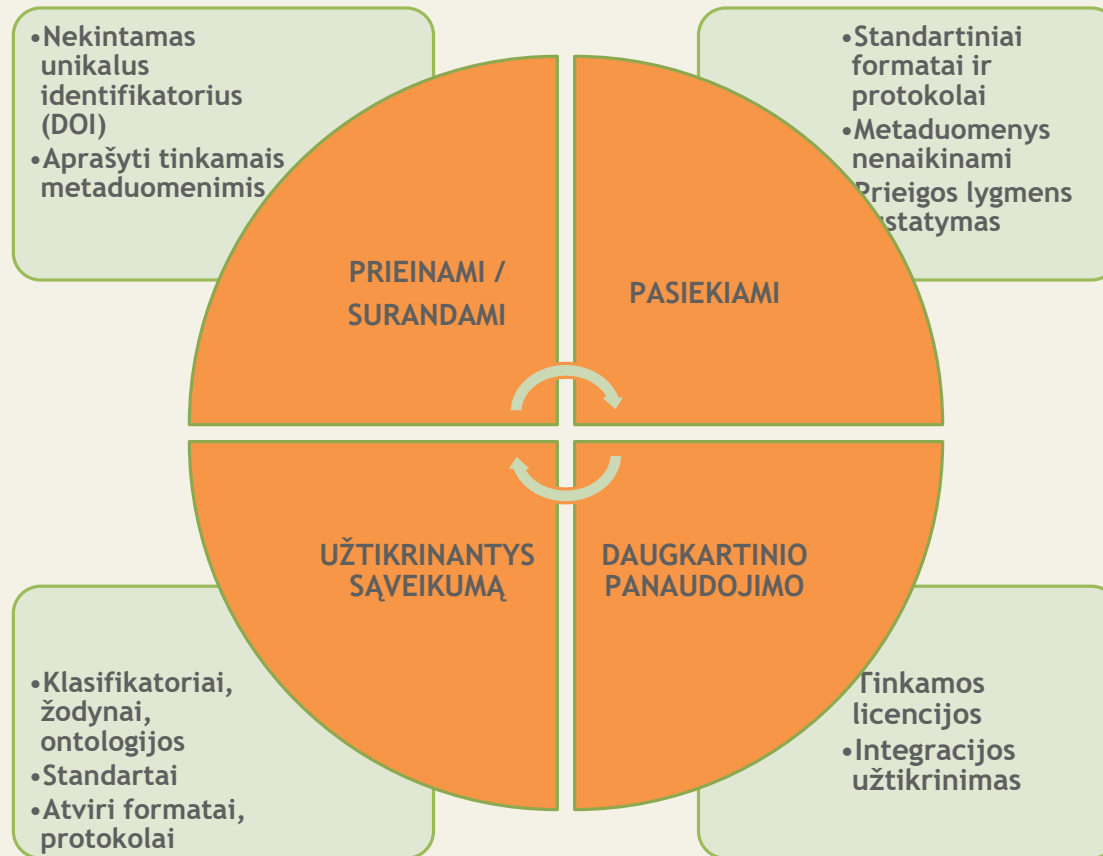 •Nekintamas
unikalus
identifikatorius
(DOI)
•Aprašyti tinkamais
metaduomenimis
•Standartiniai
formatai ir
protokolai
•Metaduomenys
nenaikinami
Prieigos lygmens
PRIEINAMI /
SURANDAMI
PASIEKIAMI
UŽTIKRINANTYS
SĄVEIKUMĄ
DAUGKARTINIO
PANAUDOJIMO
•Klasifikatoriai,
žodynai,
ontologijos
•Standartai
•Atviri formatai,
protokolai
Tinkamos
licencijos
•Integracijos
užtikrinimas